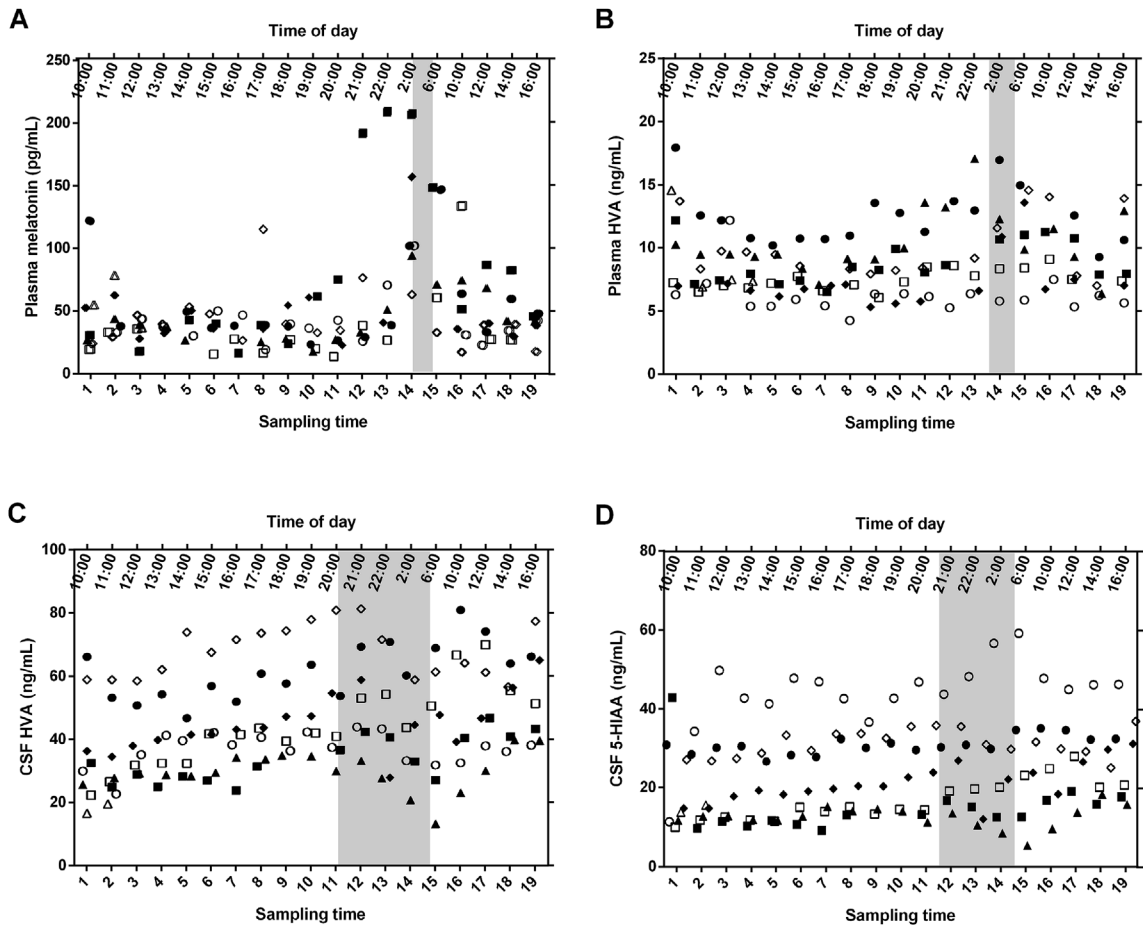 A
Time of day
10:00 11:00 12:00 13:00 14:00 15:00 16:00 17:00 18:00 19:00 20:00 21:00 22:00 2:00 6:00 10:00 12:00 14:00 16:00
Plasma melatonin (pg/mL)
250
200
150
100
50
0
1 2 3 4 5 6 7 8 9 10 11 12 13 14 15 16 17 18 19
Sampling time
B
Time of day
10:00 11:00 12:00 13:00 14:00 15:00 16:00 17:00 18:00 19:00 20:00 21:00 22:00 2:00 6:00 10:00 12:00 14:00 16:00
Plasma HVA (ng/mL)
25
20
15
10
5
0
1 2 3 4 5 6 7 8 9 10 11 12 13 14 15 16 17 18 19
Sampling time
C
Time of day
10:00 11:00 12:00 13:00 14:00 15:00 16:00 17:00 18:00 19:00 20:00 21:00 22:00 2:00 6:00 10:00 12:00 14:00 16:00
CSF HVA (ng/mL)
100
80
60
40
20
0
1 2 3 4 5 6 7 8 9 10 11 12 13 14 15 16 17 18 19
Sampling time
D
Time of day
10:00 11:00 12:00 13:00 14:00 15:00 16:00 17:00 18:00 19:00 20:00 21:00 22:00 2:00 6:00 10:00 12:00 14:00 16:00
CSF 5-HIAA (ng/mL)
80
60
40
20
0
1 2 3 4 5 6 7 8 9 10 11 12 13 14 15 16 17 18 19
Sampling time